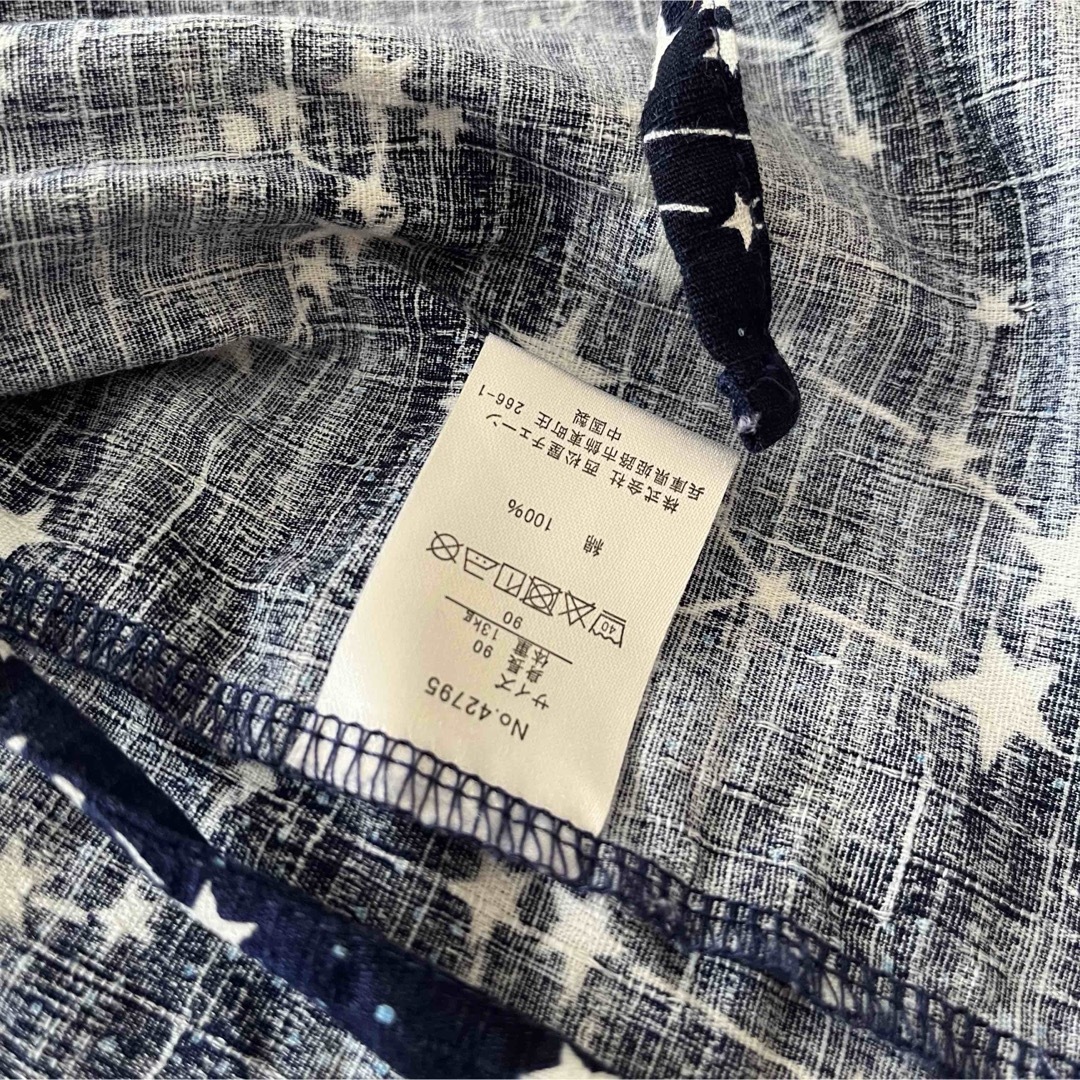 No.42795
サイズ 90
身長 90
体重 13kg
40
綿 100%
株式会社 西松屋チェーン
兵庫県姫路市飾東町庄 266-1
中国製